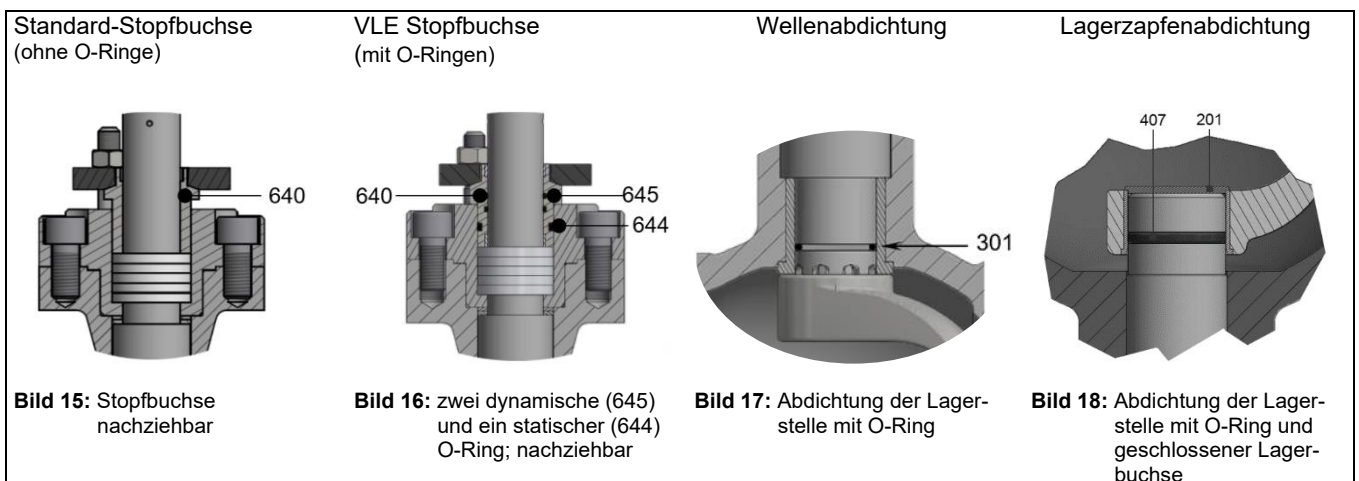 Standard-Stopfbuchse
(ohne O-Ringe)
640
Bild 15: Stopfbuchse
nachziehbar
VLE Stopfbuchse
(mit O-Ringen)
640
645
644
Bild 16: zwei dynamische (645)
und ein statischer (644)
O-Ring; nachziehbar
Wellenabdichtung
301
Bild 17: Abdichtung der Lager-
stelle mit O-Ring
Lagerzapfenabdichtung
407
201
Bild 18: Abdichtung der Lager-
stelle mit O-Ring und
geschlossener Lager-
buchse